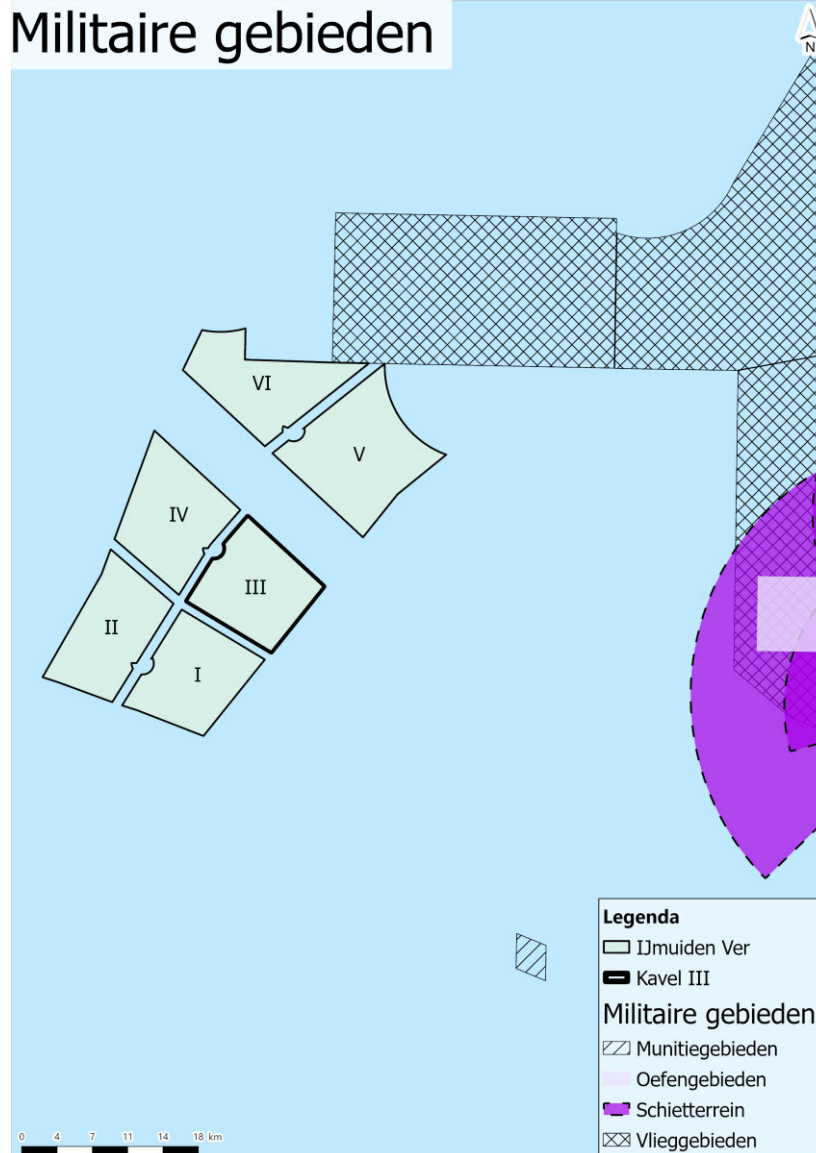 Militaire gebieden
N
VI
V
IV
III
II
I
Legenda
IJmuiden Ver
Kavel III
Militaire gebieden
Munitiegebieden
Oefengebieden
Schietterrein
Vlieggebieden
0 4 7 11 14 18 km